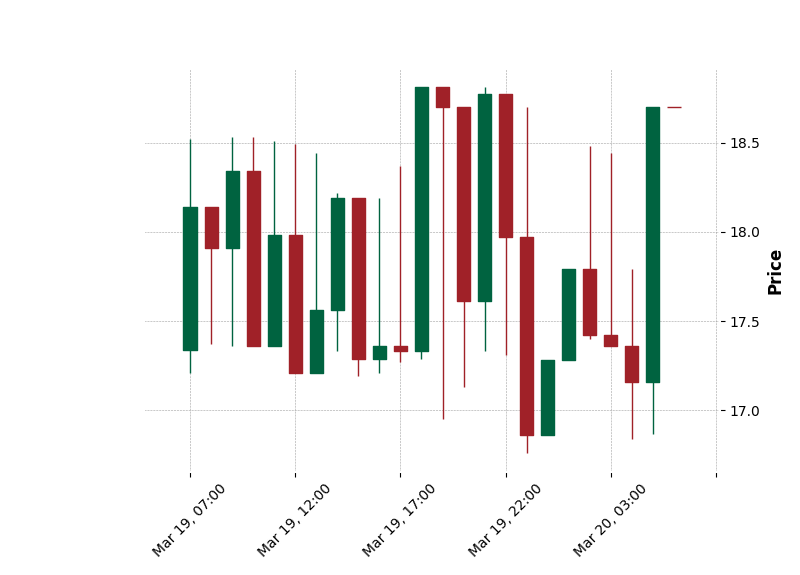 18.5
18.0
17.5
17.0
Price
Mar 19, 07:00
Mar 19, 12:00
Mar 19, 17:00
Mar 19, 22:00
Mar 20, 03:00